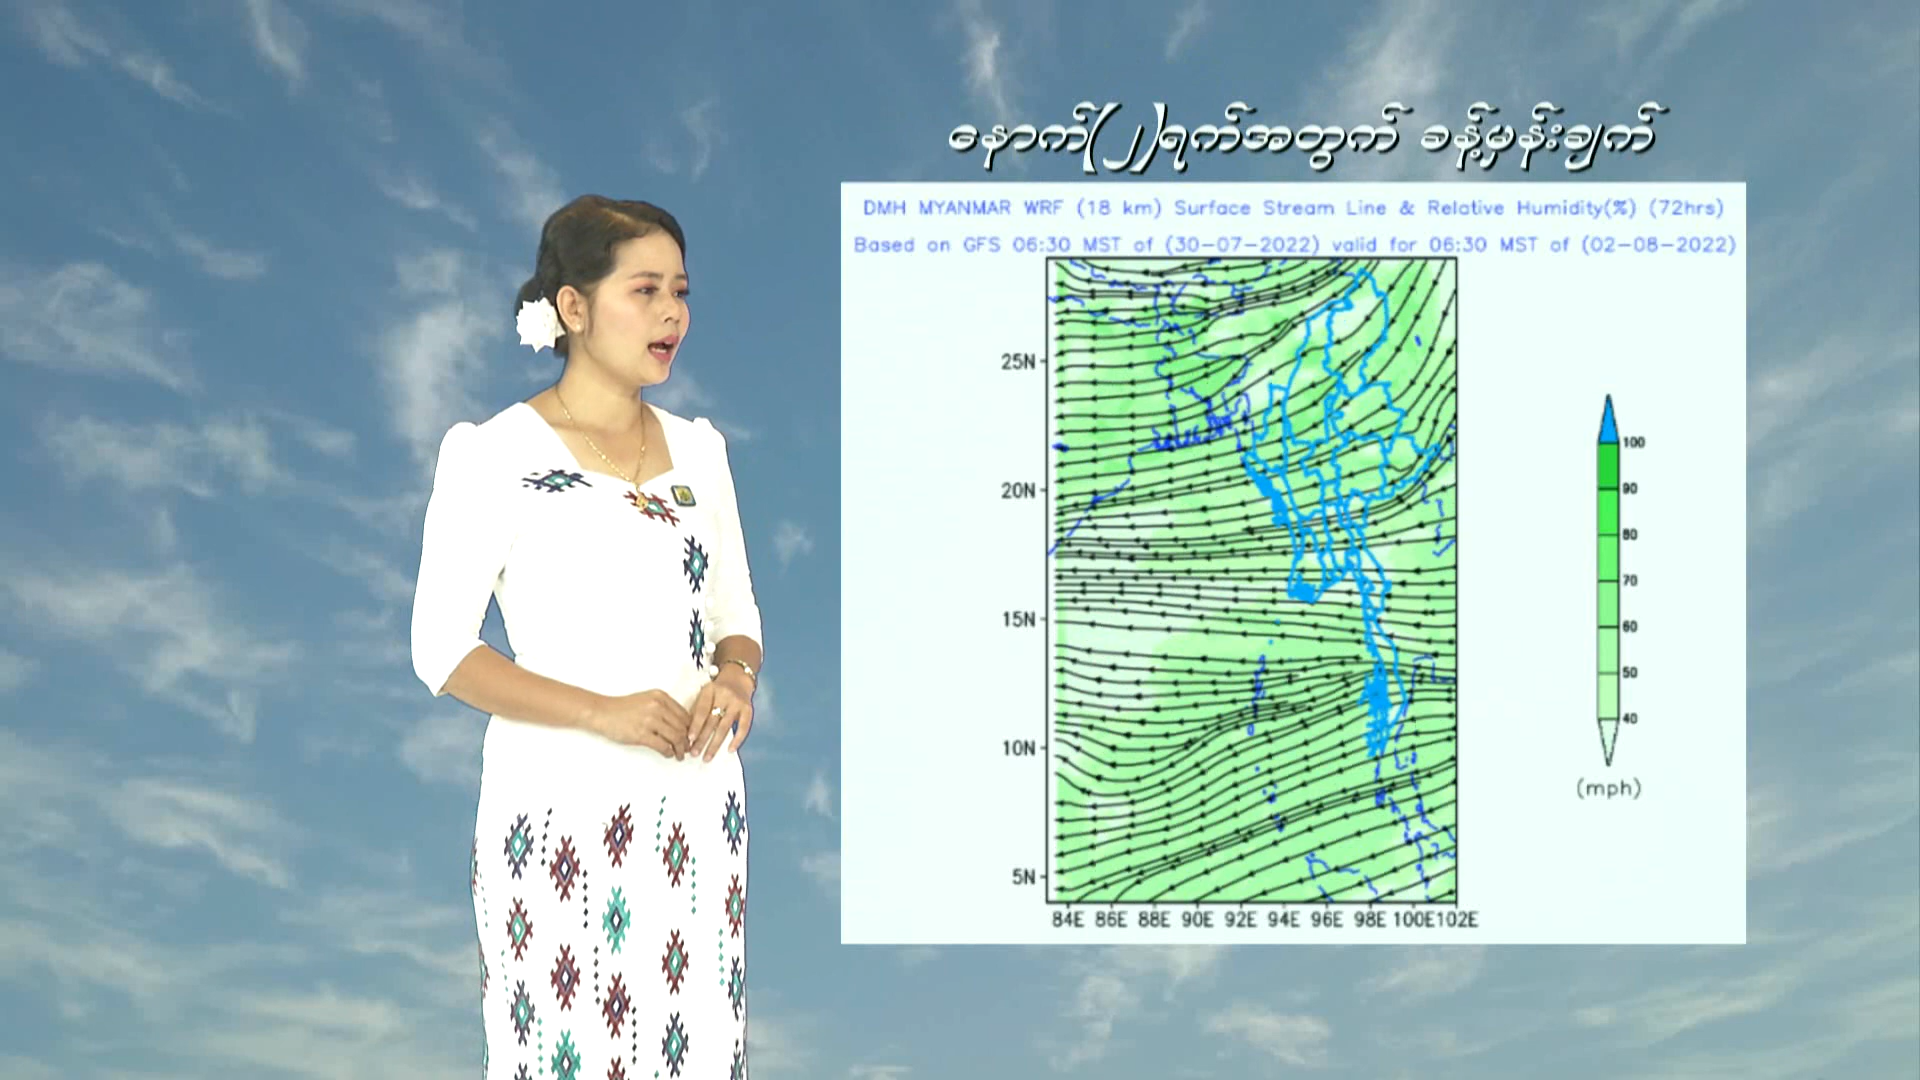 နောက်(၂)ရက်အတွက် ခန့်မှန်းချက်
DMH MYANMAR WRF (18 km) Surface Stream Line & Relative Humidity(%) (72hrs)
Based on GFS 06:30 MST of (30-07-2022) valid for 06:30 MST of (02-08-2022)
25N
20N
15N
10N
5N
84E 86E 88E 90E 92E 94E 96E 98E 100E 102E
100
90
80
70
60
50
40
(mph)